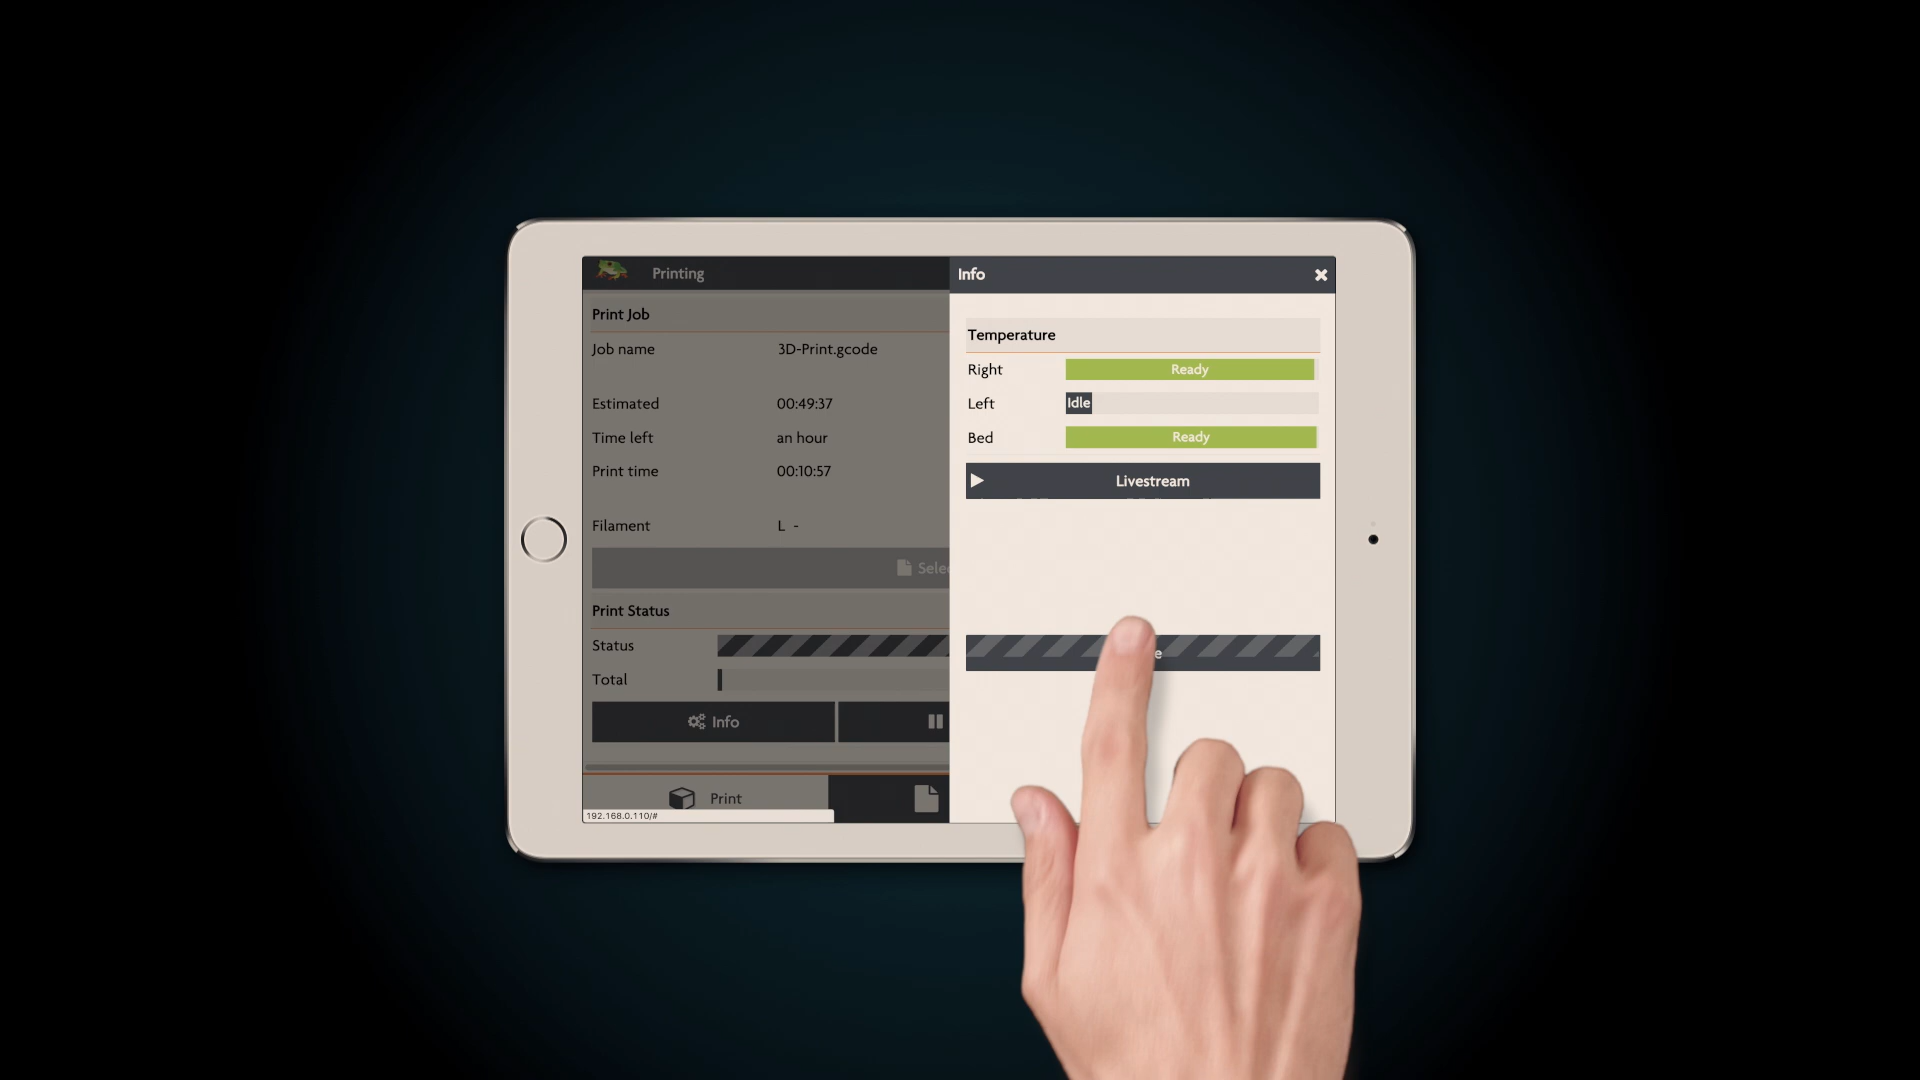 Printing
Print Job
Job name 3D-Print.gcode
Estimated 00:49:37
Time left an hour
Print time 00:10:57
Filament L -
Print Status
Status
Total
Info
Print
192.168.0.110/#
Info
Temperature
Right Ready
Left Idle
Bed Ready
Livestream